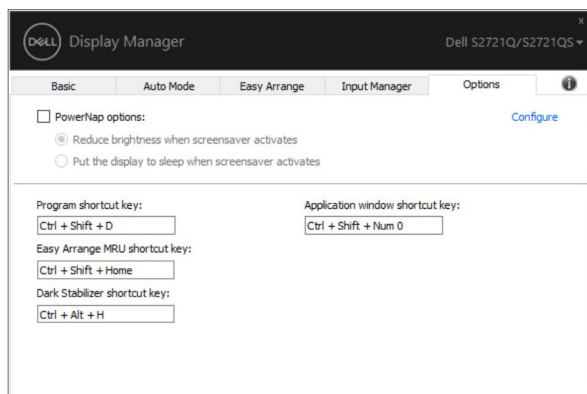 DELL Display Manager
x
Dell S2721Q/S2721QS
Basic Auto Mode Easy Arrange Input Manager Options i
PowerNap options:
Configure
Reduce brightness when screensaver activates
Put the display to sleep when screensaver activates
Program shortcut key:
Ctrl + Shift + D
Application window shortcut key:
Ctrl + Shift + Num 0
Easy Arrange MRU shortcut key:
Ctrl + Shift + Home
Dark Stabilizer shortcut key:
Ctrl + Alt + H